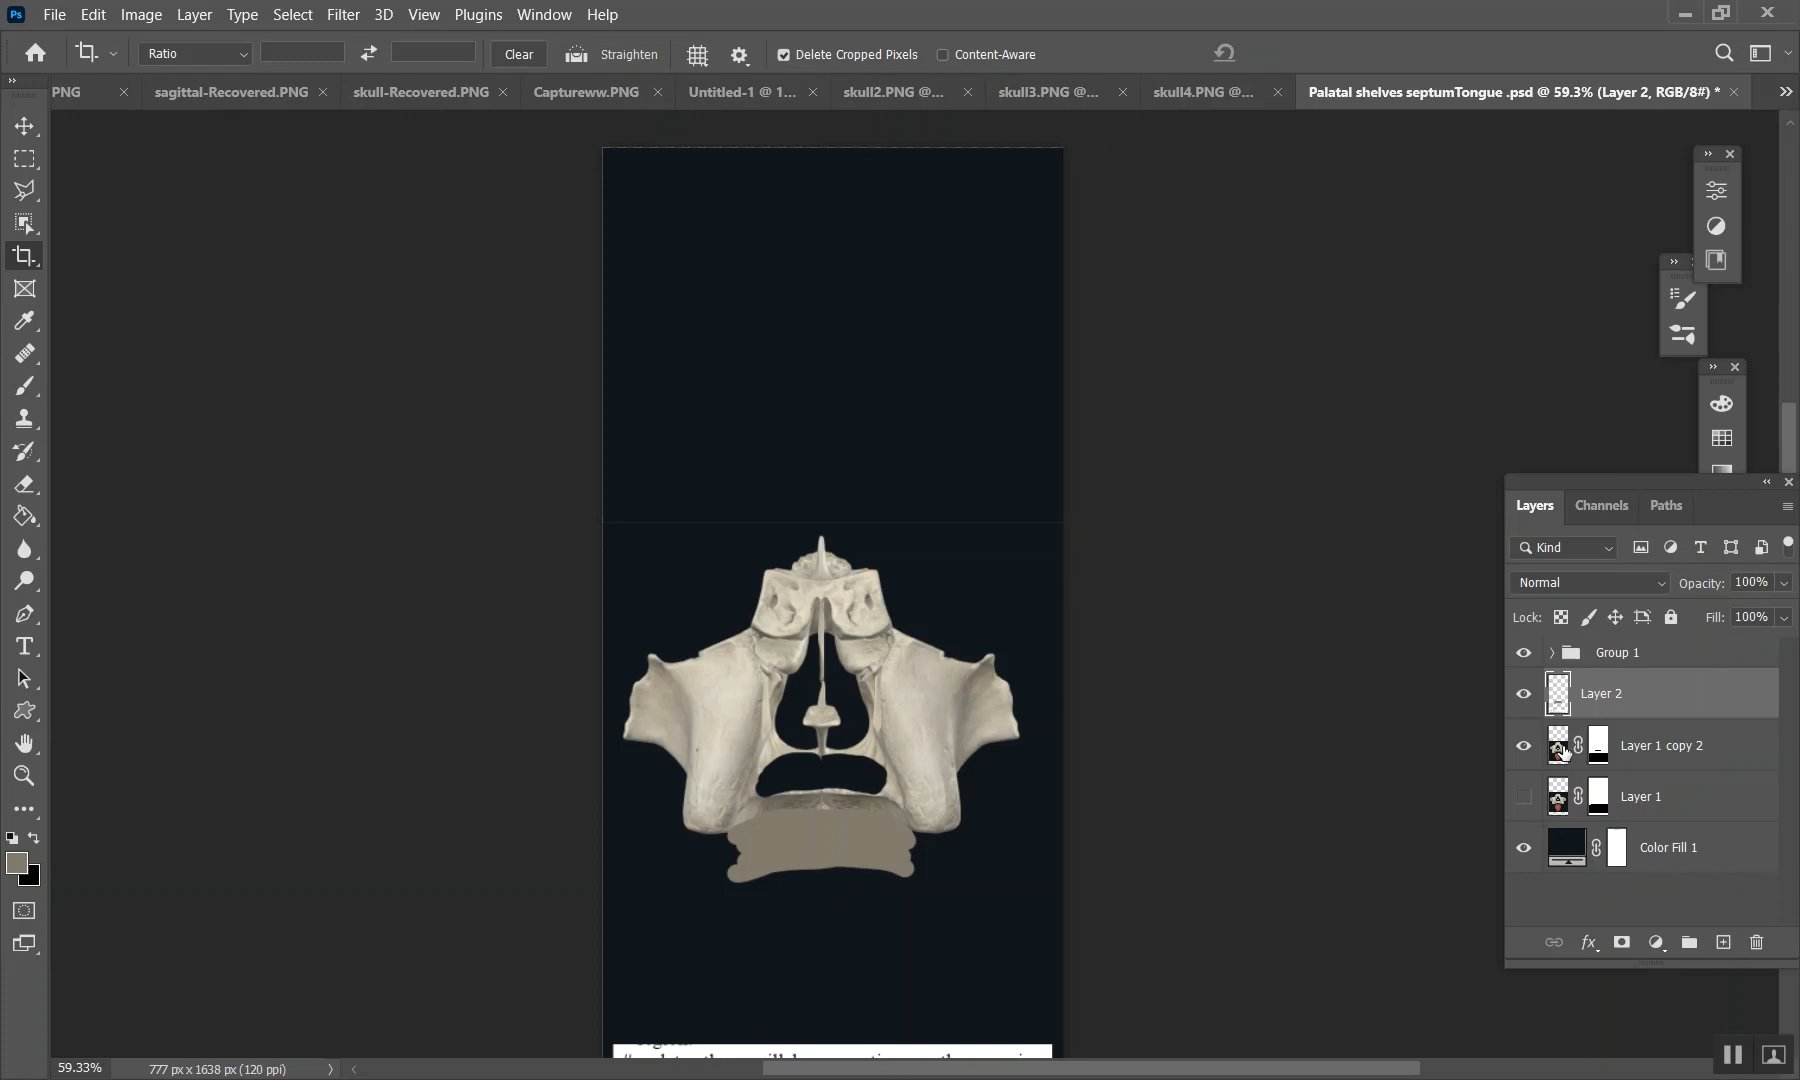 Ps File Edit Image Layer Type Select Filter 3D View Plugins Window Help
Ratio Clear Straighten Delete Cropped Pixels Content-Aware
PNG sagittal-Recovered.PNG skull-Recovered.PNG Captureww.PNG Untitled-1 @ 1... skull2.PNG @... skull3.PNG @... skull4.PNG @... Palatal shelves septumTongue .psd @ 59.3% (Layer 2, RGB/8#) *
Layers Channels Paths
Kind
Normal Opacity: 100%
Lock: Fill: 100%
Group 1
Layer 2
Layer 1 copy 2
Layer 1
Color Fill 1
fx
59.33% 777 px x 1638 px (120 ppi)